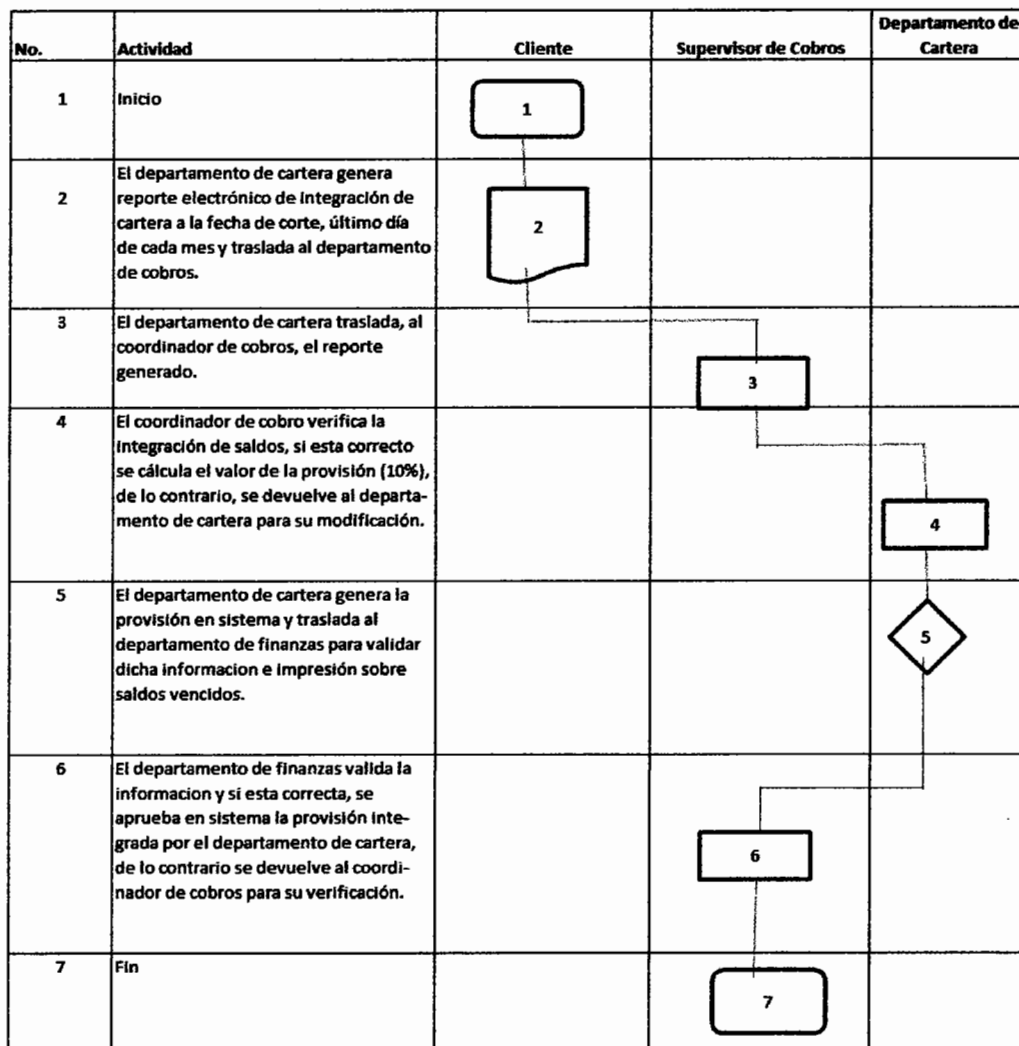 No. Actividad Cliente Supervisor de Cobros Departamento de Cartera
1 Inicio 1
2 El departamento de cartera genera
reporte electrónico de integración de
cartera a la fecha de corte, último día
de cada mes y traslada al departamento
de cobros.
2
3 El departamento de cartera traslada, al
coordinador de cobros, el reporte
generado.
3
4 El coordinador de cobro verifica la
integración de saldos, si esta correcto
se cálcula el valor de la provisión (10%),
de lo contrario, se devuelve al departa-
mento de cartera para su modificación.
4
5 El departamento de cartera genera la
provisión en sistema y traslada al
departamento de finanzas para validar
dicha informacion e impresión sobre
saldos vencidos.
5
6 El departamento de finanzas valida la
informacion y si esta correcta, se
aprueba en sistema la provisión inte-
grada por el departamento de cartera,
de lo contrario se devuelve al coordi-
nador de cobros para su verificación.
6
7 Fin 7